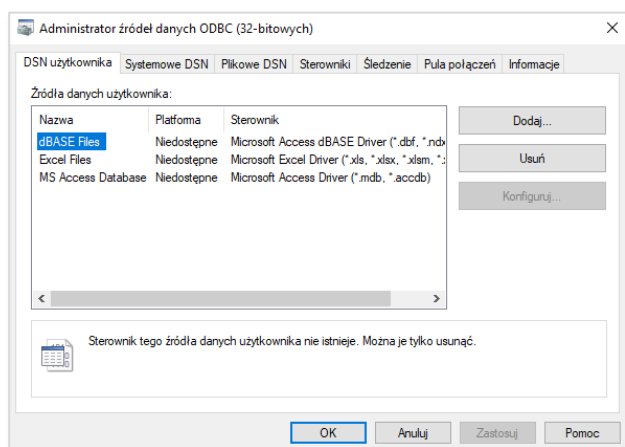 Administrator źródeł danych ODBC (32-bitowych)
DSN użytkownika Systemowe DSN Plikowe DSN Sterowniki Śledzenie Pula połączeń Informacje
Źródła danych użytkownika:
Nazwa Platforma Sterownik
dBASE Files Niedostępne Microsoft Access dBASE Driver (*.dbf, *.ndx
Excel Files Niedostępne Microsoft Excel Driver (*.xls, *.xlsx, *.xlsm, *.
MS Access Database Niedostępne Microsoft Access Driver (*.mdb, *.accdb)
Dodaj...
Usuń
Konfiguruj...
Sterownik tego źródła danych użytkownika nie istnieje. Można je tylko usunąć.
OK Anuluj Zastosuj Pomoc